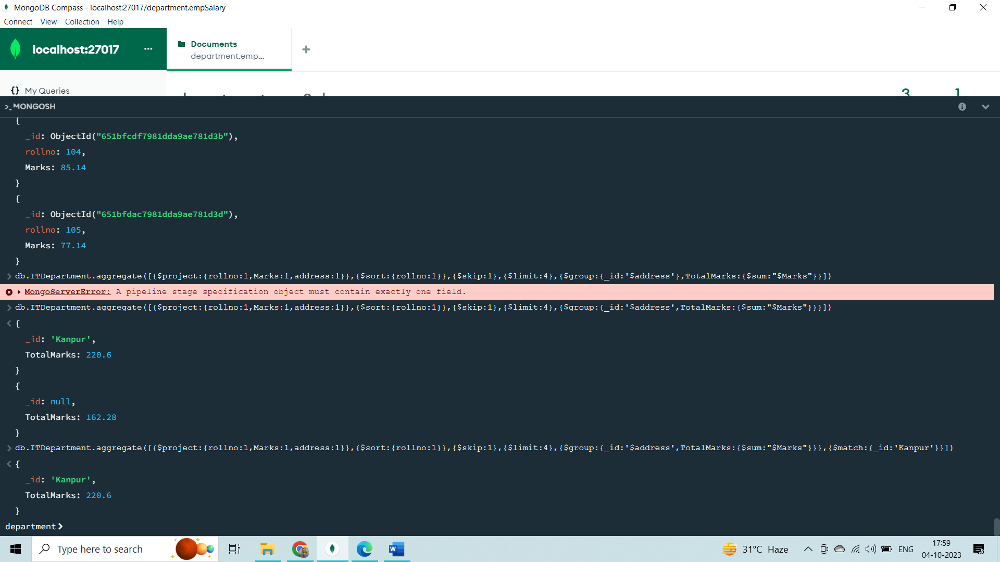 MongoDB Compass - localhost:27017/department.empSalary
Connect View Collection Help
localhost:27017 ...
Documents
department.emp...
+
{} My Queries
3 1
>_MONGOSH
{
_id: ObjectId("651bfcdf7981dda9ae781d3b"),
rollno: 104,
Marks: 85.14
}
{
_id: ObjectId("651bfdac7981dda9ae781d3d"),
rollno: 105,
Marks: 77.14
}
> db.ITDepartment.aggregate([{$project:{rollno:1,Marks:1,address:1}},{$sort:{rollno:1}},{$skip:1},{$limit:4},{$group:{_id:'$address'},TotalMarks:{$sum:"$Marks"}}])
MongoServerError: A pipeline stage specification object must contain exactly one field.
> db.ITDepartment.aggregate([{$project:{rollno:1,Marks:1,address:1}},{$sort:{rollno:1}},{$skip:1},{$limit:4},{$group:{_id:'$address',TotalMarks:{$sum:"$Marks"}}}])
< {
_id: 'Kanpur',
TotalMarks: 220.6
}
{
_id: null,
TotalMarks: 162.28
}
> db.ITDepartment.aggregate([{$project:{rollno:1,Marks:1,address:1}},{$sort:{rollno:1}},{$skip:1},{$limit:4},{$group:{_id:'$address',TotalMarks:{$sum:"$Marks"}}},{$match:{_id:'Kanpur'}}])
< {
_id: 'Kanpur',
TotalMarks: 220.6
}
department>
Type here to search
31°C Haze
ENG
17:59
04-10-2023